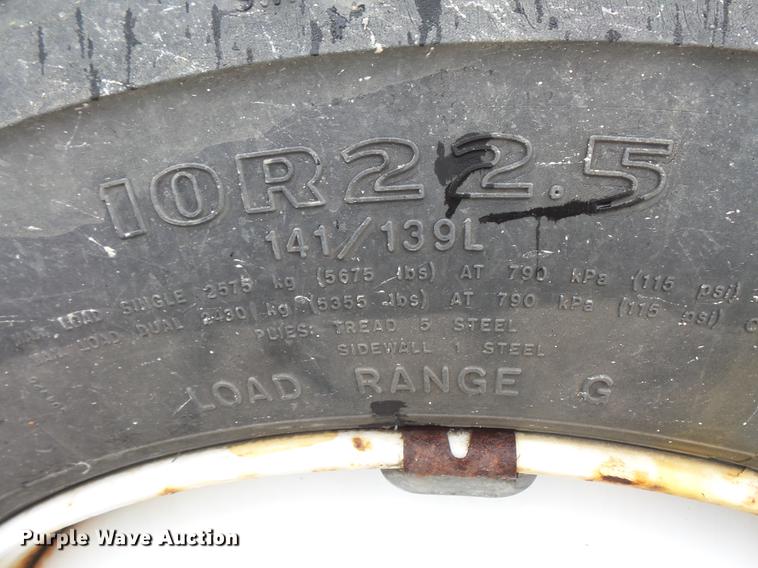 10R22.5
141/139L
MAX. LOAD SINGLE 2575 kg (5675 lbs) AT 790 kPa (115 psi)
MAX. LOAD DUAL 2430 kg (5355 lbs) AT 790 kPa (115 psi)
PLIES: TREAD 5 STEEL
SIDEWALL 1 STEEL
LOAD RANGE G
Purple Wave Auction